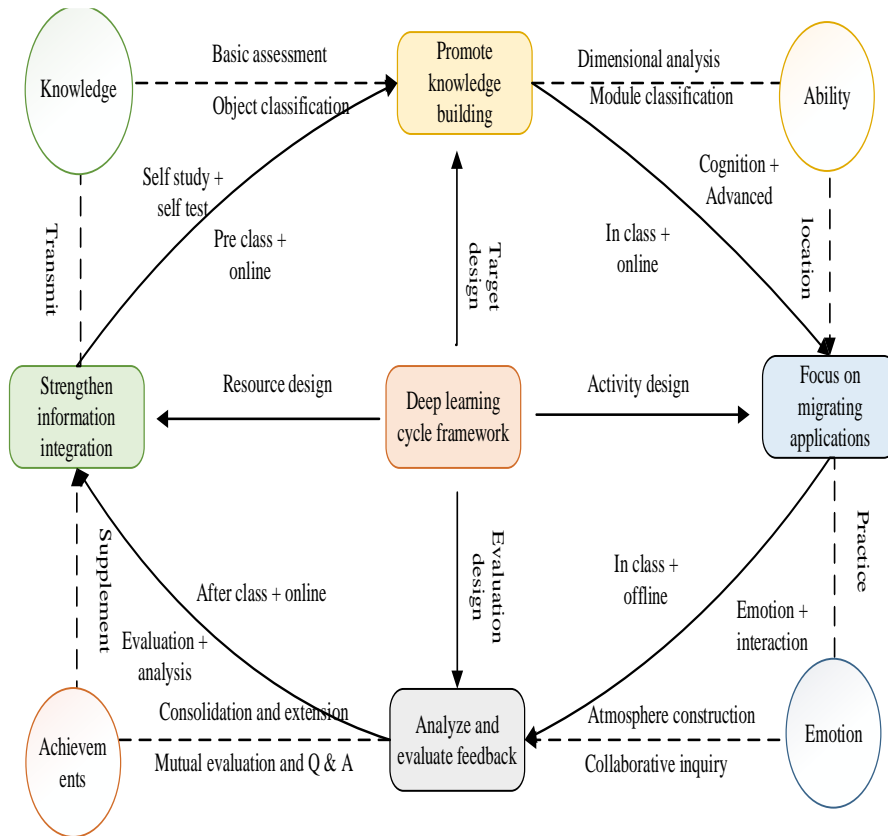 Knowledge
Basic assessment
Object classification
Promote
knowledge
building
Dimensional analysis
Module classification
Ability
Self study +
self test
Pre class +
online
Target
design
Cognition +
Advanced
In class +
online
Transmit
location
Strengthen
information
integration
Resource design
Deep learning
cycle framework
Activity design
Focus on
migrating
applications
Supplement
After class + online
Evaluation +
analysis
Evaluation
design
In class +
offline
Emotion +
interaction
Practice
Achievem
ents
Consolidation and extension
Mutual evaluation and Q & A
Analyze and
evaluate feedback
Atmosphere construction
Collaborative inquiry
Emotion